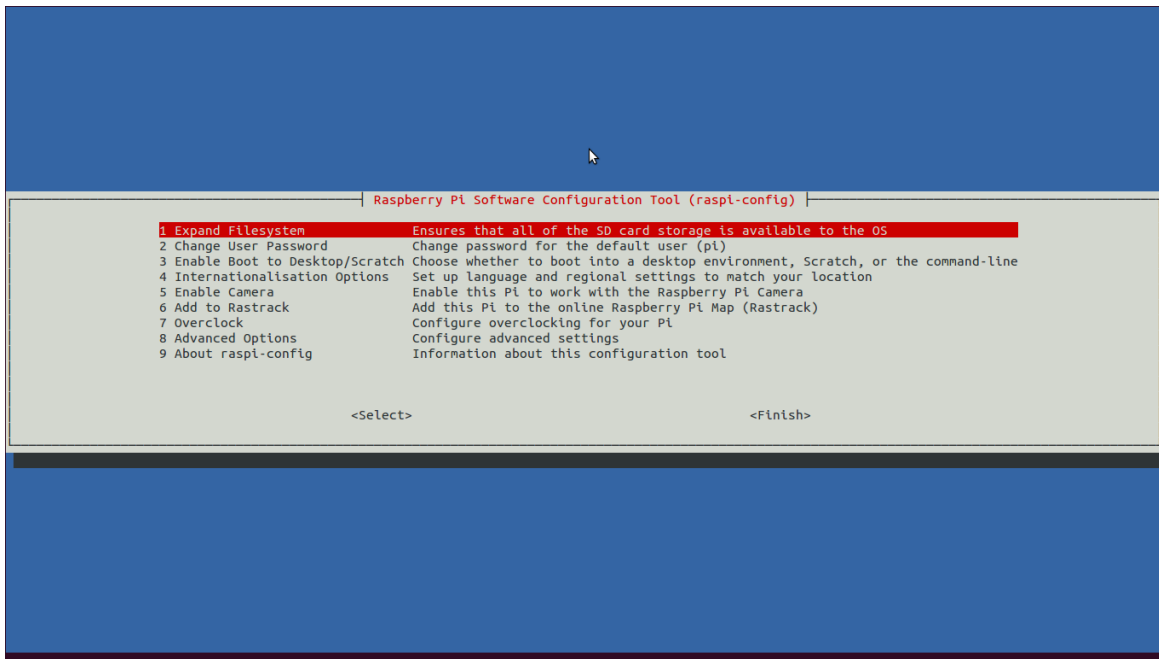 Raspberry Pi Software Configuration Tool (raspi-config)
1 Expand Filesystem Ensures that all of the SD card storage is available to the OS
2 Change User Password Change password for the default user (pi)
3 Enable Boot to Desktop/Scratch Choose whether to boot into a desktop environment, Scratch, or the command-line
4 Internationalisation Options Set up language and regional settings to match your location
5 Enable Camera Enable this Pi to work with the Raspberry Pi Camera
6 Add to Rastrack Add this Pi to the online Raspberry Pi Map (Rastrack)
7 Overclock Configure overclocking for your Pi
8 Advanced Options Configure advanced settings
9 About raspi-config Information about this configuration tool
<Select> <Finish>